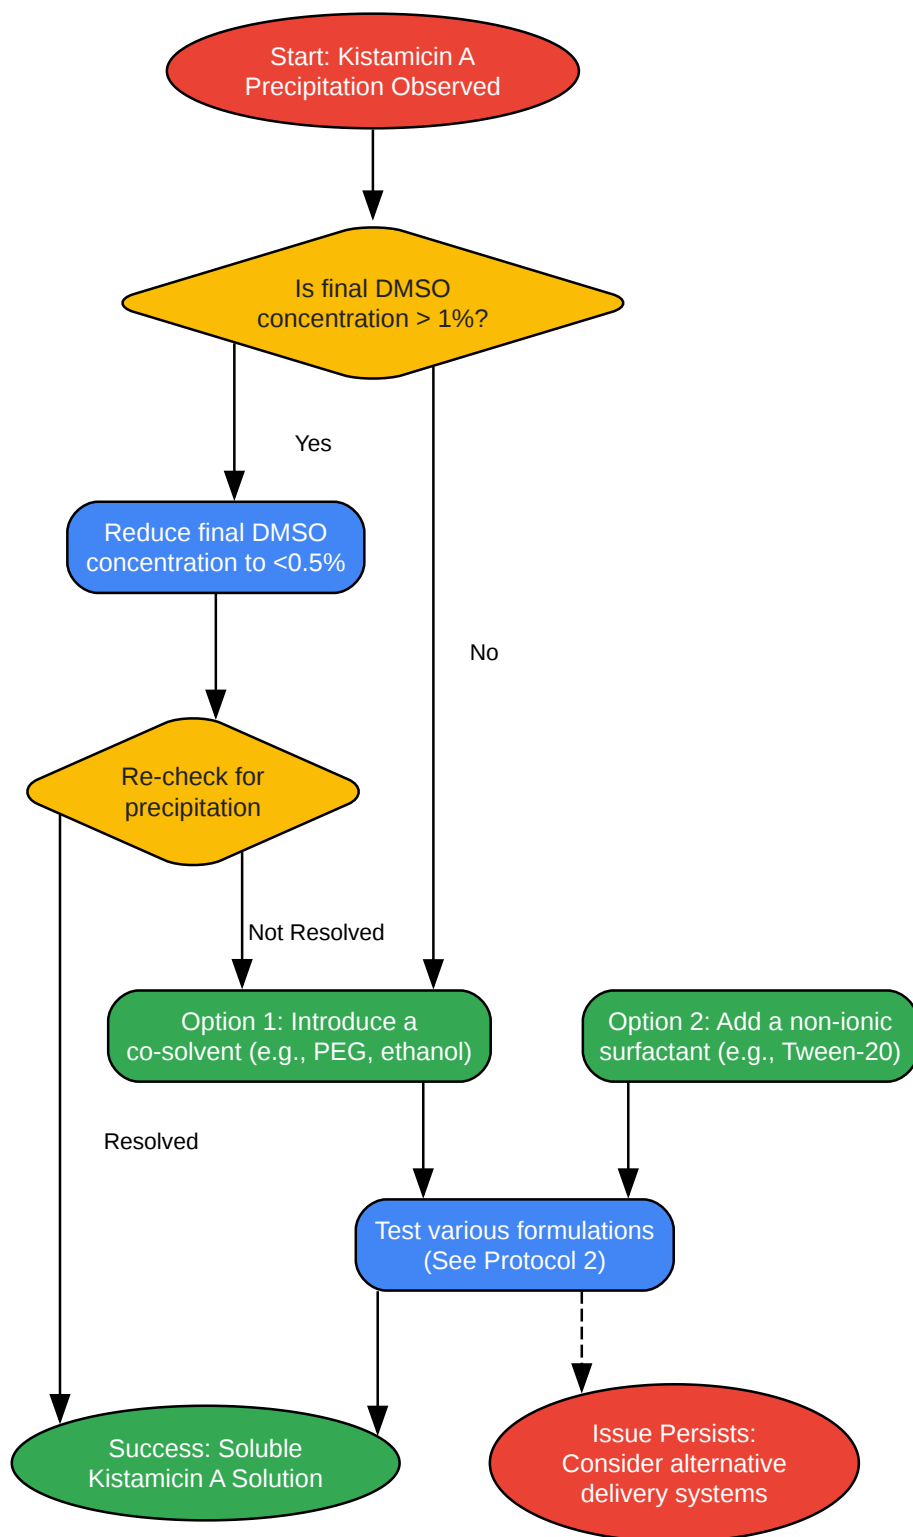 Start: Kistamicin A
Precipitation Observed
Is final DMSO
concentration > 1%?
Yes
Reduce final DMSO
concentration to <0.5%
No
Re-check for
precipitation
Not Resolved
Option 1: Introduce a
co-solvent (e.g., PEG, ethanol)
Option 2: Add a non-ionic
surfactant (e.g., Tween-20)
Resolved
Test various formulations
(See Protocol 2)
Success: Soluble
Kistamicin A Solution
Issue Persists:
Consider alternative
delivery systems